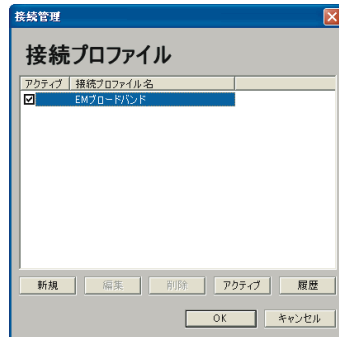 接続管理
接続プロファイル
アクティブ 接続プロファイル名
EMブロードバンド
新規 編集 削除 アクティブ 履歴
OK キャンセル